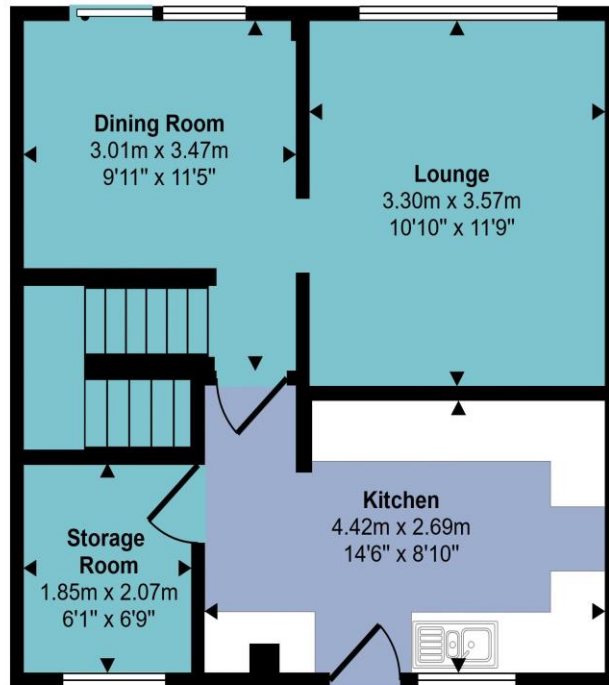 Dining Room
3.01m x 3.47m
9'11" x 11'5"
Lounge
3.30m x 3.57m
10'10" x 11'9"
Kitchen
4.42m x 2.69m
14'6" x 8'10"
Storage
Room
1.85m x 2.07m
6'1" x 6'9"